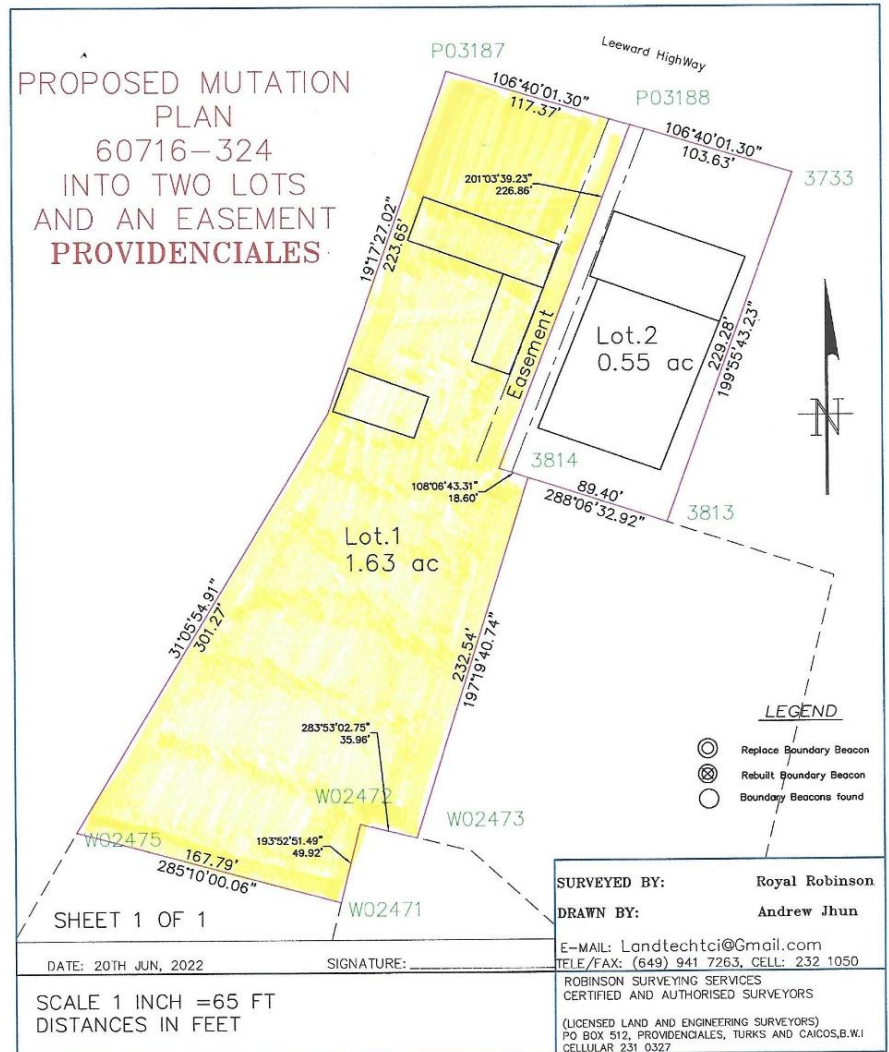 Leeward HighWay
P03187
PROPOSED MUTATION
PLAN
60716-324
INTO TWO LOTS
AND AN EASEMENT
PROVIDENCIALES
106°40'01.30"
117.37'
P03188
106°40'01.30"
103.63'
3733
201°03'39.23"
226.86'
19°17'27.02"
223.65'
Easement
Lot.2
0.55 ac
229.28'
199°55'43.23"
N
3814
108°06'43.31"
18.60'
89.40'
288°06'32.92"
3813
Lot.1
1.63 ac
31°05'54.91"
301.27'
232.54'
197°19'40.74"
283°53'02.75"
35.96'
LEGEND
Replace Boundary Beacon
Rebuilt Boundary Beacon
Boundary Beacons found
W02472
W02473
W02475
193°52'51.49"
49.92'
167.79'
285°10'00.06"
W02471
SHEET 1 OF 1
DATE: 20TH JUN, 2022 SIGNATURE:
SCALE 1 INCH =65 FT
DISTANCES IN FEET
SURVEYED BY: Royal Robinson
DRAWN BY: Andrew Jhun
E-MAIL: Landtechtci@Gmail.com
TELE/FAX: (649) 941 7263, CELL: 232 1050
ROBINSON SURVEYING SERVICES
CERTIFIED AND AUTHORISED SURVEYORS
(LICENSED LAND AND ENGINEERING SURVEYORS)
PO BOX 512, PROVIDENCIALES, TURKS AND CAICOS,B.W.I
CELLULAR 231 0327